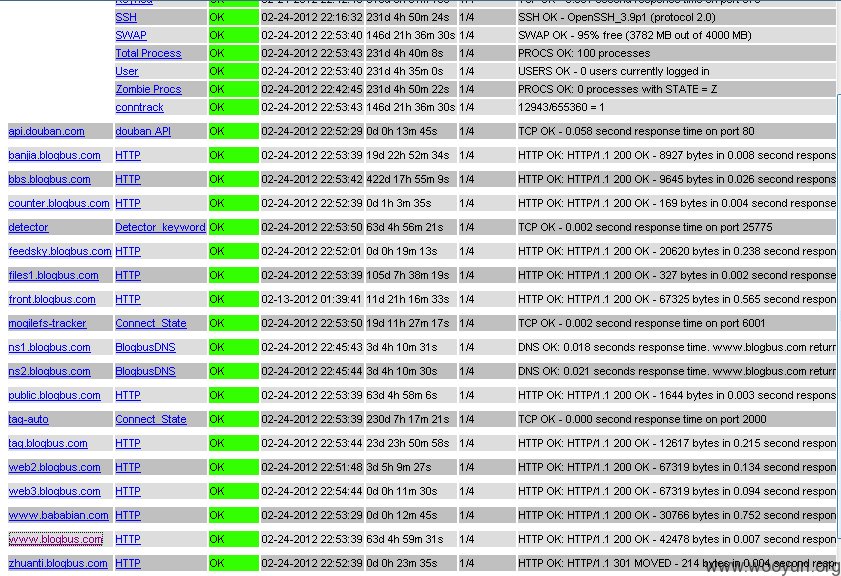 SSH OK 02-24-2012 22:16:32 231d 4h 50m 24s 1/4 SSH OK - OpenSSH_3.9p1 (protocol 2.0)
SWAP OK 02-24-2012 22:53:40 146d 21h 36m 30s 1/4 SWAP OK - 95% free (3782 MB out of 4000 MB)
Total Process OK 02-24-2012 22:53:43 231d 4h 40m 8s 1/4 PROCS OK: 100 processes
User OK 02-24-2012 22:53:40 231d 4h 35m 0s 1/4 USERS OK - 0 users currently logged in
Zombie Procs OK 02-24-2012 22:42:45 231d 4h 50m 22s 1/4 PROCS OK: 0 processes with STATE = Z
conntrack OK 02-24-2012 22:53:43 146d 21h 36m 30s 1/4 12943/655360 = 1
api.douban.com douban API OK 02-24-2012 22:52:29 0d 0h 13m 45s 1/4 TCP OK - 0.058 second response time on port 80
banjia.blogbus.com HTTP OK 02-24-2012 22:53:39 19d 22h 52m 34s 1/4 HTTP OK: HTTP/1.1 200 OK - 8927 bytes in 0.008 second respons
bbs.blogbus.com HTTP OK 02-24-2012 22:53:42 422d 17h 55m 9s 1/4 HTTP OK: HTTP/1.1 200 OK - 9645 bytes in 0.026 second respons
counter.blogbus.com HTTP OK 02-24-2012 22:52:39 0d 1h 3m 35s 1/4 HTTP OK: HTTP/1.1 200 OK - 169 bytes in 0.004 second response
detector Detector_keyword OK 02-24-2012 22:53:50 63d 4h 56m 21s 1/4 TCP OK - 0.002 second response time on port 25775
feedsky.blogbus.com HTTP OK 02-24-2012 22:52:01 0d 0h 19m 13s 1/4 HTTP OK: HTTP/1.1 200 OK - 20620 bytes in 0.238 second respon
files1.blogbus.com HTTP OK 02-24-2012 22:53:39 105d 7h 38m 19s 1/4 HTTP OK: HTTP/1.1 200 OK - 327 bytes in 0.002 second response
front.blogbus.com HTTP OK 02-13-2012 01:39:41 11d 21h 16m 33s 1/4 HTTP OK: HTTP/1.1 200 OK - 67325 bytes in 0.565 second respon
mogilefs-tracker Connect_State OK 02-24-2012 22:53:50 19d 11h 27m 17s 1/4 TCP OK - 0.002 second response time on port 6001
ns1.blogbus.com BlogbusDNS OK 02-24-2012 22:45:43 3d 4h 10m 31s 1/4 DNS OK: 0.018 seconds response time. www.blogbus.com return
ns2.blogbus.com BlogbusDNS OK 02-24-2012 22:45:44 3d 4h 10m 30s 1/4 DNS OK: 0.021 seconds response time. www.blogbus.com return
public.blogbus.com HTTP OK 02-24-2012 22:53:39 63d 4h 58m 6s 1/4 HTTP OK: HTTP/1.1 200 OK - 1644 bytes in 0.003 second respons
tag-auto Connect_State OK 02-24-2012 22:53:39 230d 7h 17m 21s 1/4 TCP OK - 0.000 second response time on port 2000
tag.blogbus.com HTTP OK 02-24-2012 22:53:44 23d 23h 50m 58s 1/4 HTTP OK: HTTP/1.1 200 OK - 12617 bytes in 0.215 second respon
web2.blogbus.com HTTP OK 02-24-2012 22:51:48 3d 5h 9m 27s 1/4 HTTP OK: HTTP/1.1 200 OK - 67319 bytes in 0.134 second respon
web3.blogbus.com HTTP OK 02-24-2012 22:54:44 0d 0h 11m 30s 1/4 HTTP OK: HTTP/1.1 200 OK - 67319 bytes in 0.094 second respon
www.bababian.com HTTP OK 02-24-2012 22:53:29 0d 0h 12m 45s 1/4 HTTP OK: HTTP/1.1 200 OK - 30766 bytes in 0.752 second respon
www.blogbus.com HTTP OK 02-24-2012 22:53:39 63d 4h 59m 31s 1/4 HTTP OK: HTTP/1.1 200 OK - 42478 bytes in 0.007 second respon
zhuanti.blogbus.com HTTP OK 02-24-2012 22:52:39 0d 0h 23m 35s 1/4 HTTP OK: HTTP/1.1 301 MOVED - 214 bytes in 0.004 second respo
www.wooyun.org